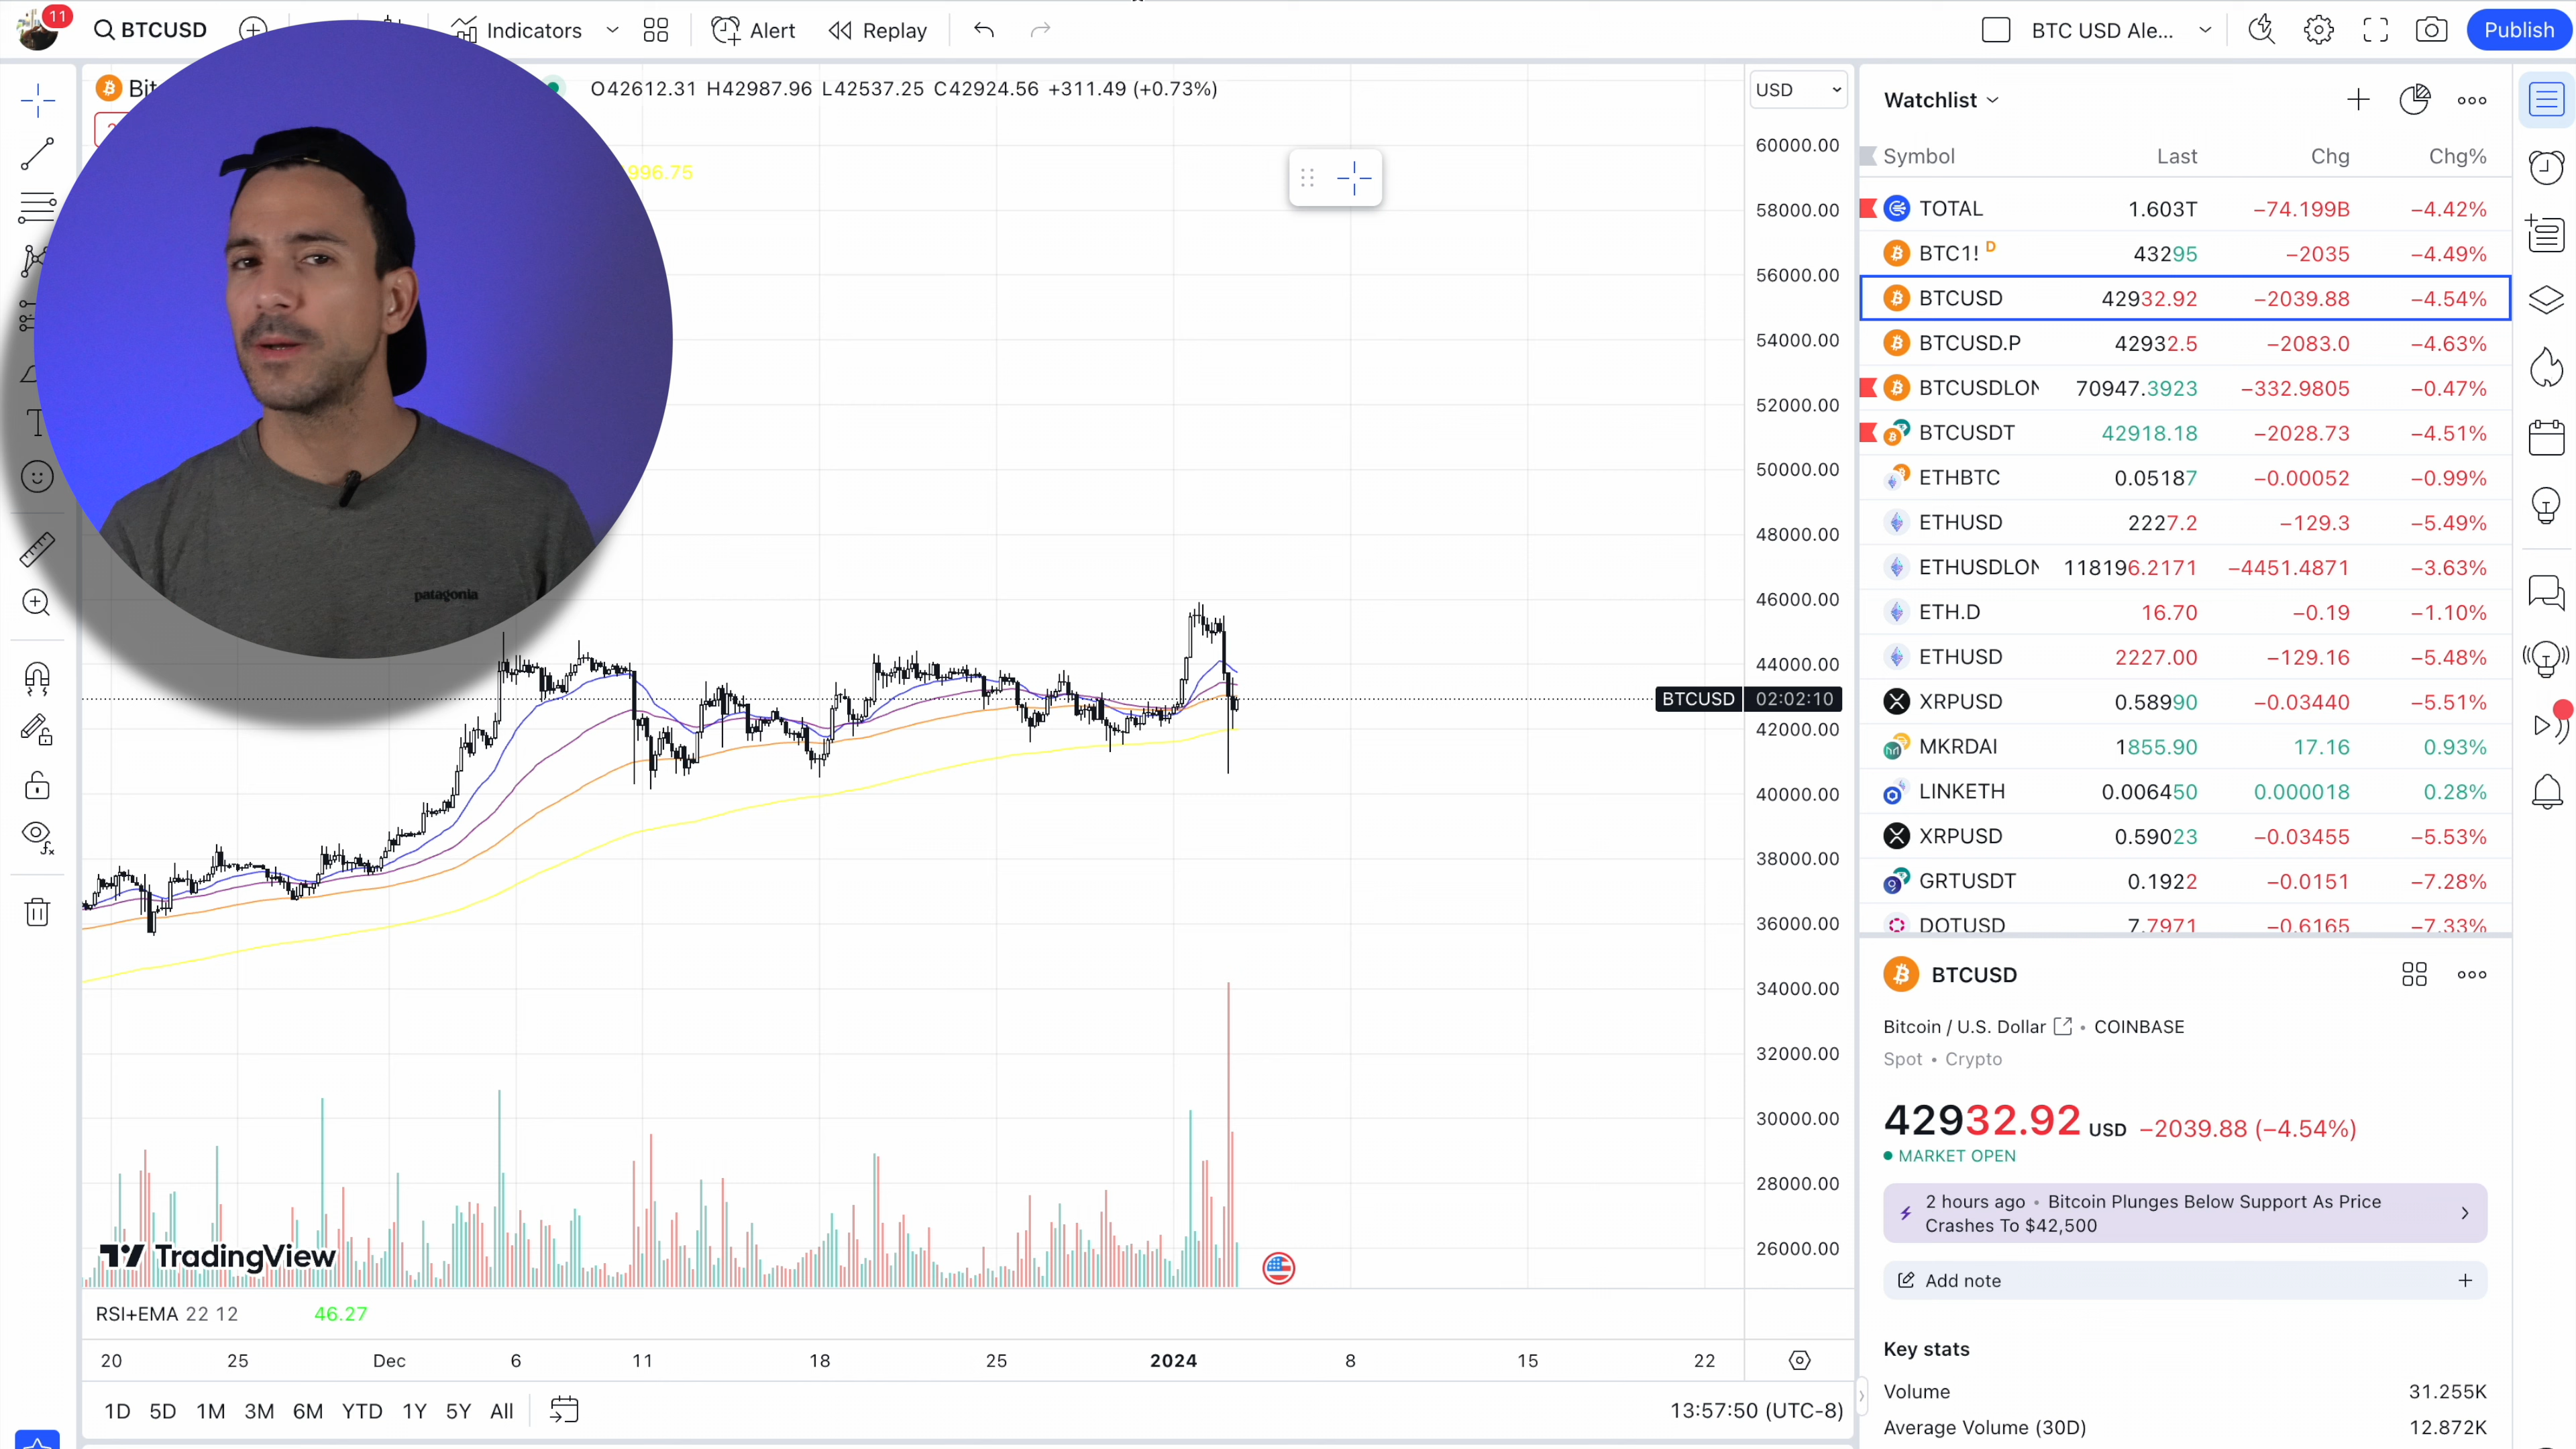 11
BTCUSD
Indicators
Alert
Replay
BTC USD Ale...
Publish
O42612.31 H42987.96 L42537.25 C42924.56 +311.49 (+0.73%)
996.75
patagonia
USD
60000.00
58000.00
56000.00
54000.00
52000.00
50000.00
48000.00
46000.00
44000.00
BTCUSD 02:02:10
42000.00
40000.00
38000.00
36000.00
34000.00
32000.00
30000.00
28000.00
26000.00
TradingView
RSI+EMA 22 12 46.27
20 25 Dec 6 11 18 25 2024 8 15 22
1D 5D 1M 3M 6M YTD 1Y 5Y All
13:57:50 (UTC-8)
Watchlist
Symbol Last Chg Chg%
TOTAL 1.603T −74.199B −4.42%
BTC1! D 43295 −2035 −4.49%
BTCUSD 42932.92 −2039.88 −4.54%
BTCUSD.P 42932.5 −2083.0 −4.63%
BTCUSDLON 70947.3923 −332.9805 −0.47%
BTCUSDT 42918.18 −2028.73 −4.51%
ETHBTC 0.05187 −0.00052 −0.99%
ETHUSD 2227.2 −129.3 −5.49%
ETHUSDLON 118196.2171 −4451.4871 −3.63%
ETH.D 16.70 −0.19 −1.10%
ETHUSD 2227.00 −129.16 −5.48%
XRPUSD 0.58990 −0.03440 −5.51%
MKRDAI 1855.90 17.16 0.93%
LINKETH 0.006450 0.000018 0.28%
XRPUSD 0.59023 −0.03455 −5.53%
GRTUSDT 0.1922 −0.0151 −7.28%
DOTUSD 7.7971 −0.6165 −7.33%
BTCUSD
Bitcoin / U.S. Dollar • COINBASE
Spot • Crypto
42932.92 USD −2039.88 (−4.54%)
MARKET OPEN
2 hours ago • Bitcoin Plunges Below Support As Price
Crashes To $42,500
Add note
Key stats
Volume 31.255K
Average Volume (30D) 12.872K